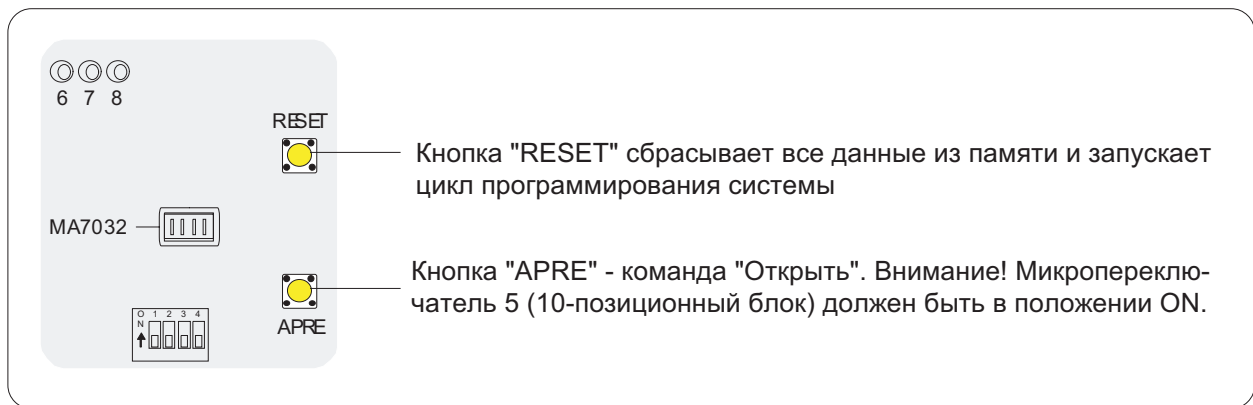 6 7 8
RESET
Кнопка "RESET" сбрасывает все данные из памяти и запускает
цикл программирования системы
MA7032
Кнопка "APRE" - команда "Открыть". Внимание! Микропереклю-
чатель 5 (10-позиционный блок) должен быть в положении ON.
O 1 2 3 4
N
APRE